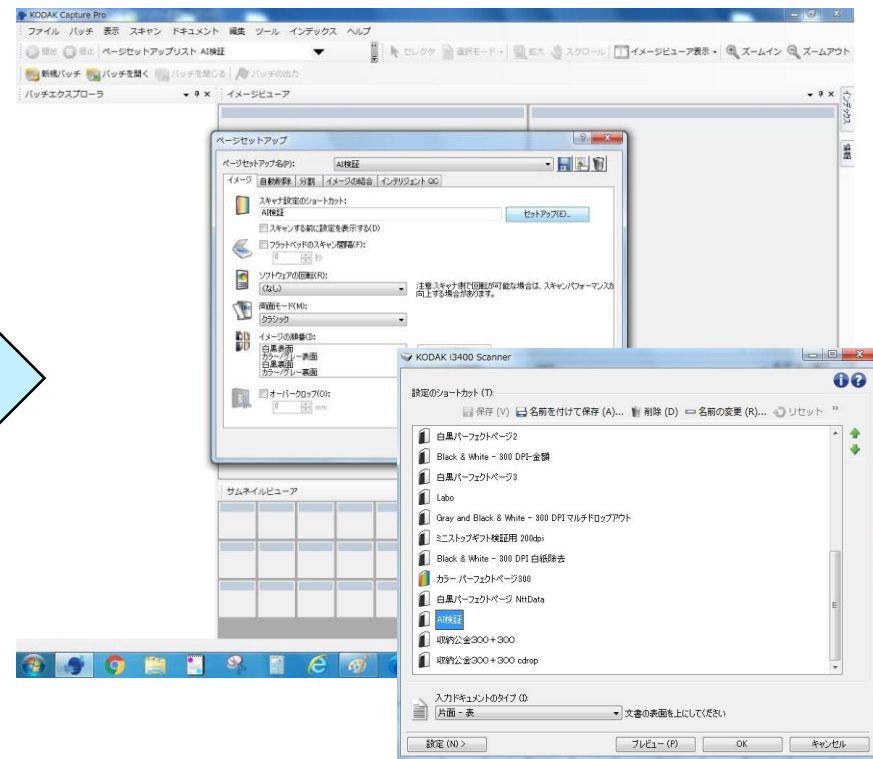 KODAK Capture Pro
ファイル バッチ 表示 スキャン ドキュメント 編集 ツール インデックス ヘルプ
開始 停止 ページセットアップリスト AI検証 セレクタ 選択モード 拡大 スクロール イメージビューア表示 ズームイン ズームアウト
新規バッチ バッチを開く バッチを閉じる バッチの出力
バッチエクスプローラ イメージビューア
インデックス
ページセットアップ
ページセットアップ名(P): AI検証
イメージ 自動削除 分割 イメージの結合 インテリジェント QC
スキャナ設定のショートカット:
AI検証 セットアップ(E)...
スキャンする前に設定を表示する(D)
フラットベッドのスキャン間隔(F):
8 秒
ソフトウェアの回転(R):
(なし) 注意:スキャナ側で回転が可能な場合は、スキャンパフォーマンスが
向上する場合があります。
両面モード(M):
クラシック
イメージの順番(I):
白黒表面
カラー/グレー表面
白黒裏面
カラー/グレー裏面
オーバークロップ(O):
0 mm
サムネイルビューア
KODAK i3400 Scanner
設定のショートカット (T):
保存 (V) 名前を付けて保存 (A)... 削除 (D) 名前の変更 (R)... リセット »
白黒パーフェクトページ2
Black & White - 300 DPI-金額
白黒パーフェクトページ3
Labo
Gray and Black & White - 300 DPI マルチドロップアウト
ミニストップギフト検証用 200dpi
Black & White - 300 DPI 白紙除去
カラー パーフェクトページ300
白黒パーフェクトページ NttData
AI検証
収納公金300+300
収納公金300+300 cdrop
入力ドキュメントのタイプ (I):
片面 - 表 文書の表面を上にしてください
設定 (N) > プレビュー (P) OK キャンセル